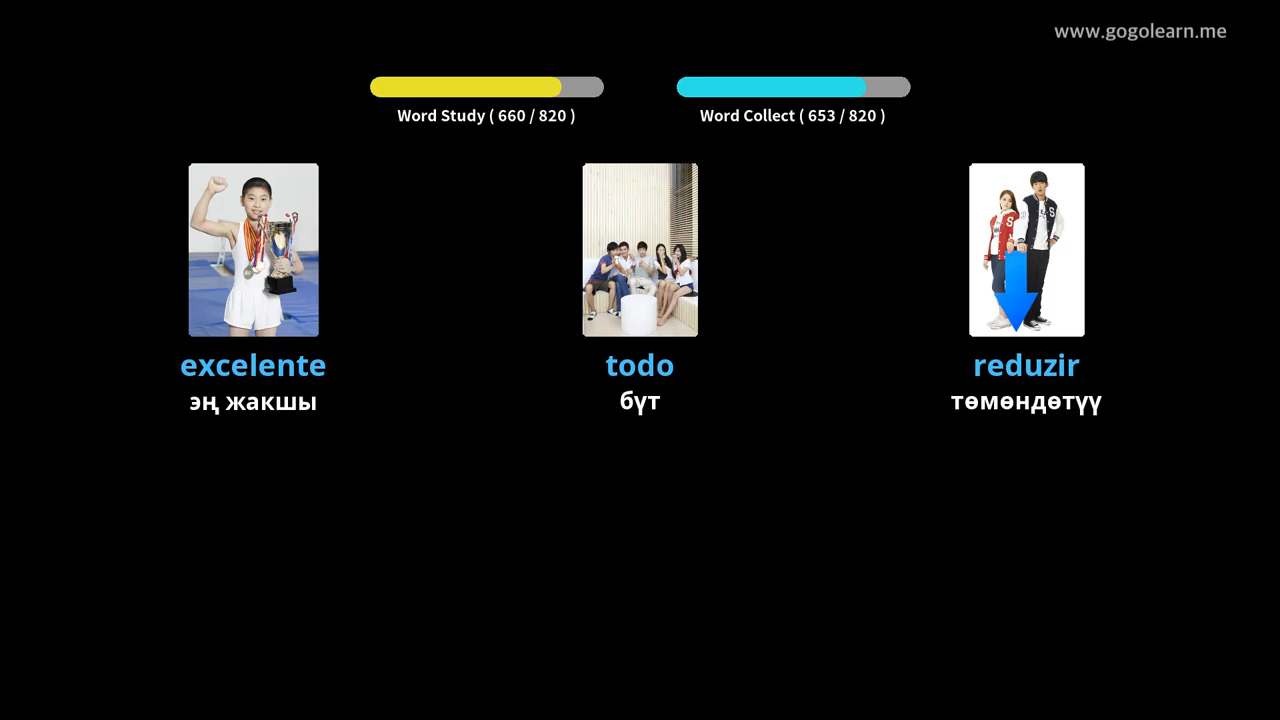 www.gogolearn.me
Word Study ( 660 / 820 )
Word Collect ( 653 / 820 )
excelente
эң жакшы
todo
бүт
reduzir
төмөндөтүү